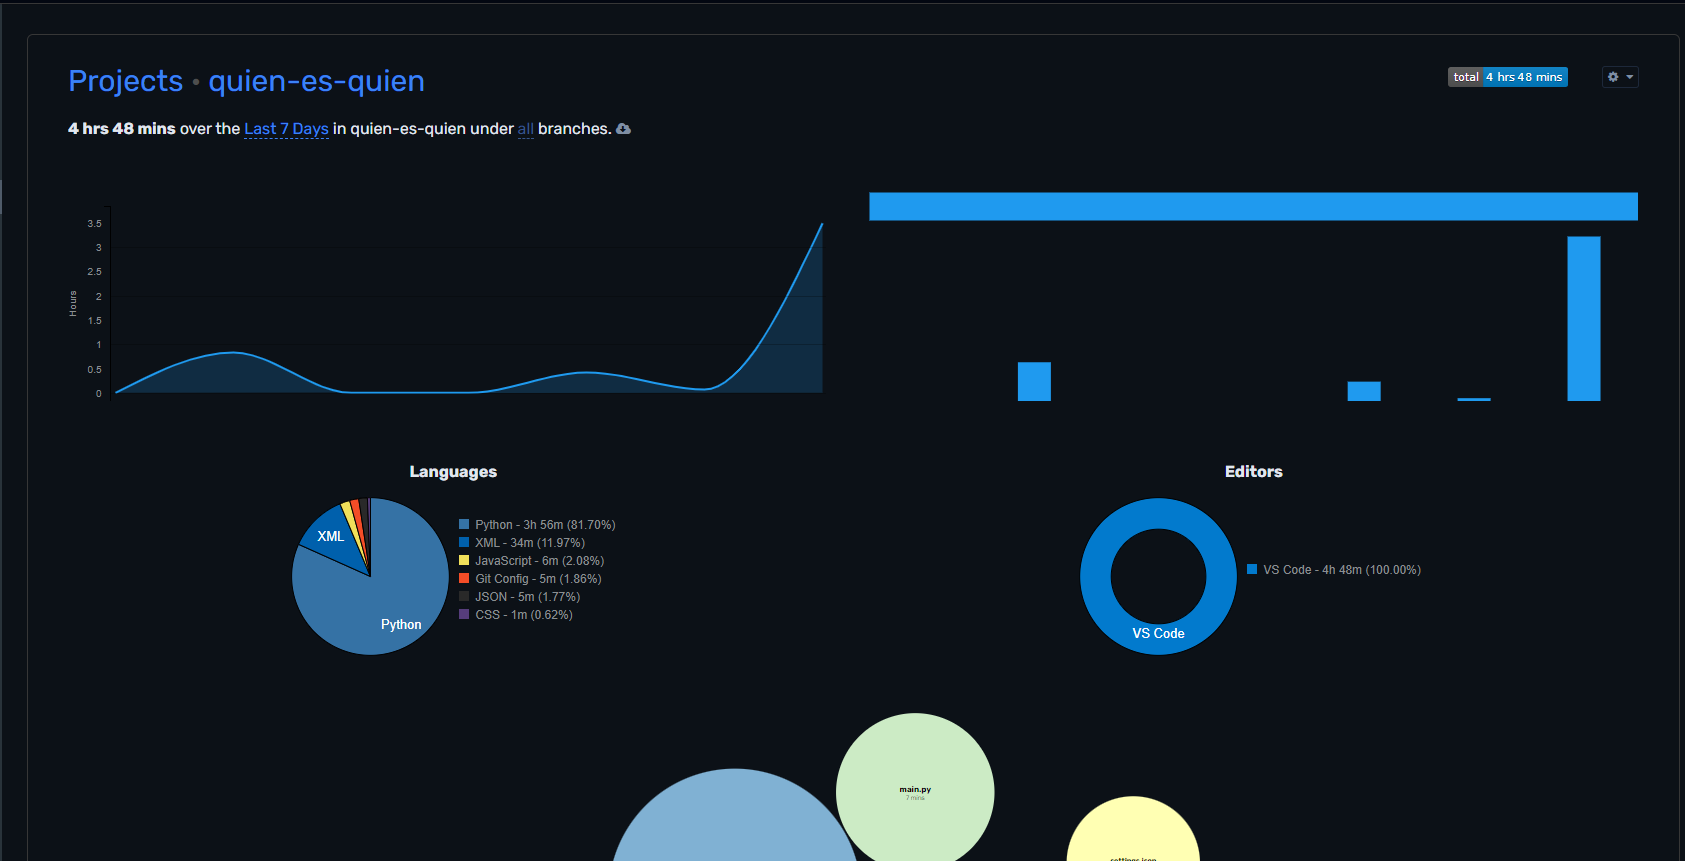 Projects • quien-es-quien
total 4 hrs 48 mins
4 hrs 48 mins over the Last 7 Days in quien-es-quien under all branches.
Hours
3.5
3
2.5
2
1.5
1
0.5
0
Languages
XML
Python
Python - 3h 56m (81.70%)
XML - 34m (11.97%)
JavaScript - 6m (2.08%)
Git Config - 5m (1.86%)
JSON - 5m (1.77%)
CSS - 1m (0.62%)
Editors
VS Code
VS Code - 4h 48m (100.00%)
main.py
7 mins
settings.json